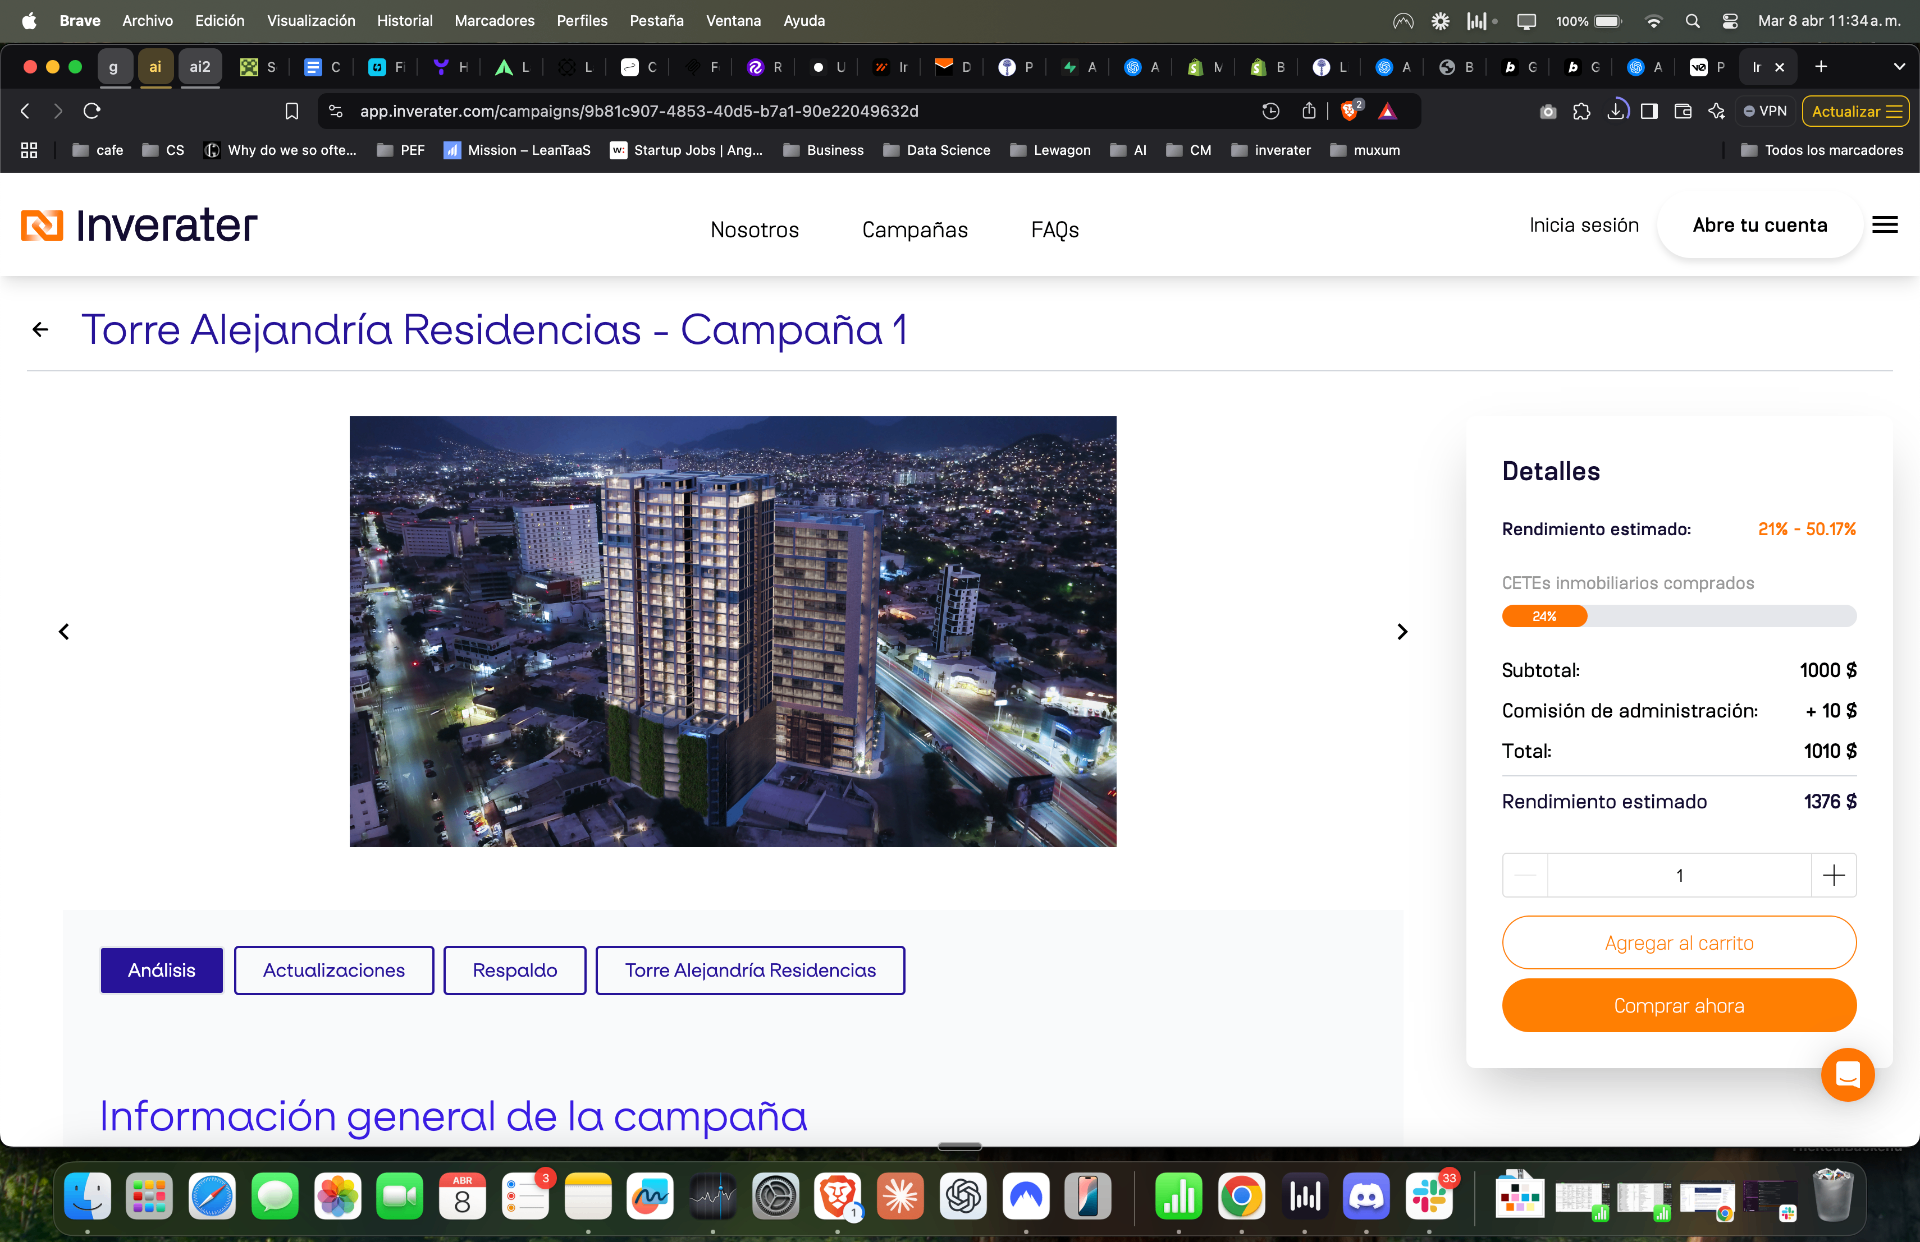 Brave Archivo Edición Visualización Historial Marcadores Perfiles Pestaña Ventana Ayuda 100% Mar 8 abr 11:34 a. m.
g ai ai2 S C Fi H L L C F R U Ir D P A A M B L A B G G A P Ir
app.inverater.com/campaigns/9b81c907-4853-40d5-b7a1-90e22049632d 2 VPN Actualizar
cafe CS Why do we so ofte... PEF Mission – LeanTaaS Startup Jobs | Ang... Business Data Science Lewagon AI CM inverater muxum Todos los marcadores
Inverater Nosotros Campañas FAQs Inicia sesión Abre tu cuenta
Torre Alejandría Residencias - Campaña 1
Detalles
Rendimiento estimado: 21% - 50.17%
CETEs inmobiliarios comprados
24%
Subtotal: 1000 $
Comisión de administración: + 10 $
Total: 1010 $
Rendimiento estimado 1376 $
1
Agregar al carrito
Comprar ahora
Análisis Actualizaciones Respaldo Torre Alejandría Residencias
Información general de la campaña
ABR
8
3
1
33